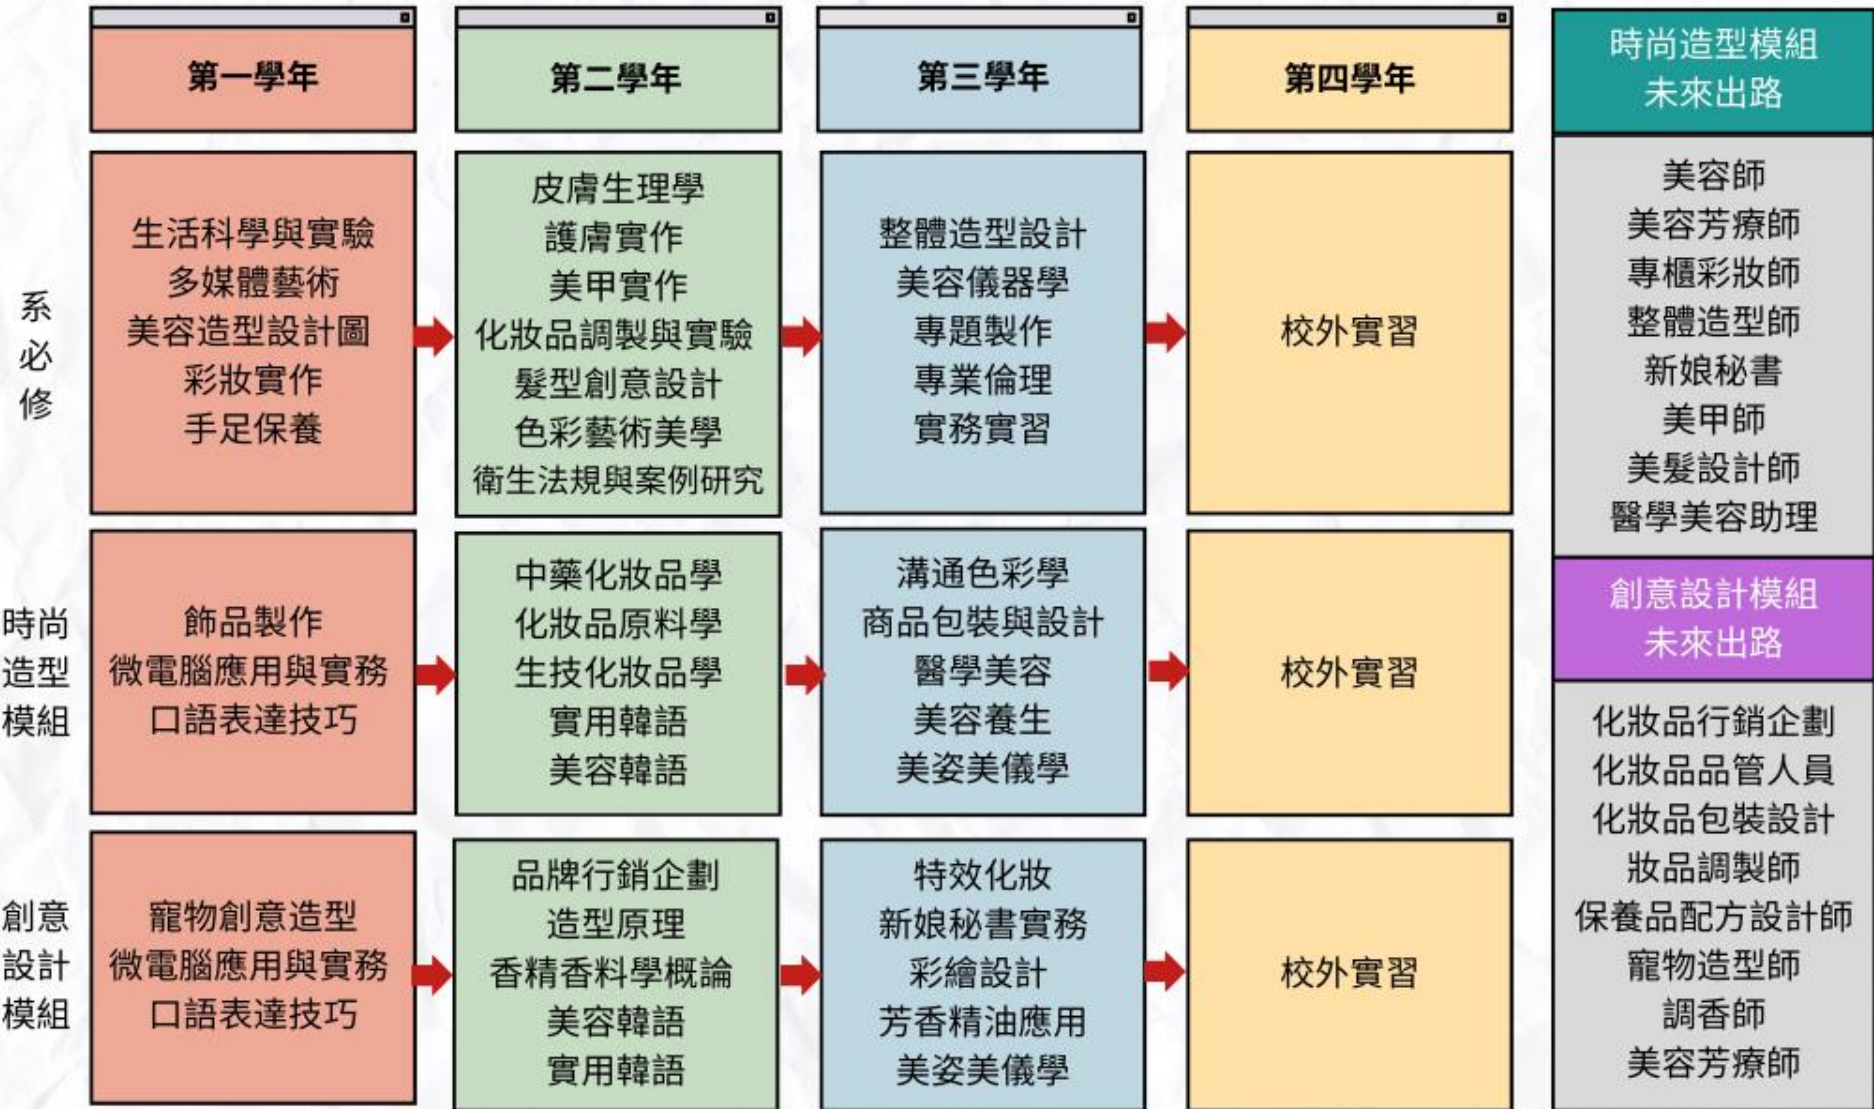 第一學年
第二學年
第三學年
第四學年
系
必
修
生活科學與實驗
多媒體藝術
美容造型設計圖
彩妝實作
手足保養
皮膚生理學
護膚實作
美甲實作
化妝品調製與實驗
髮型創意設計
色彩藝術美學
衛生法規與案例研究
整體造型設計
美容儀器學
專題製作
專業倫理
實務實習
校外實習
時尚
造型
模組
飾品製作
微電腦應用與實務
口語表達技巧
中藥化妝品學
化妝品原料學
生技化妝品學
實用韓語
美容韓語
溝通色彩學
商品包裝與設計
醫學美容
美容養生
美姿美儀學
校外實習
創意
設計
模組
寵物創意造型
微電腦應用與實務
口語表達技巧
品牌行銷企劃
造型原理
香精香料學概論
美容韓語
實用韓語
特效化妝
新娘秘書實務
彩繪設計
芳香精油應用
美姿美儀學
校外實習
時尚造型模組
未來出路
美容師
美容芳療師
專櫃彩妝師
整體造型師
新娘秘書
美甲師
美髮設計師
醫學美容助理
創意設計模組
未來出路
化妝品行銷企劃
化妝品品管人員
化妝品包裝設計
妝品調製師
保養品配方設計師
寵物造型師
調香師
美容芳療師